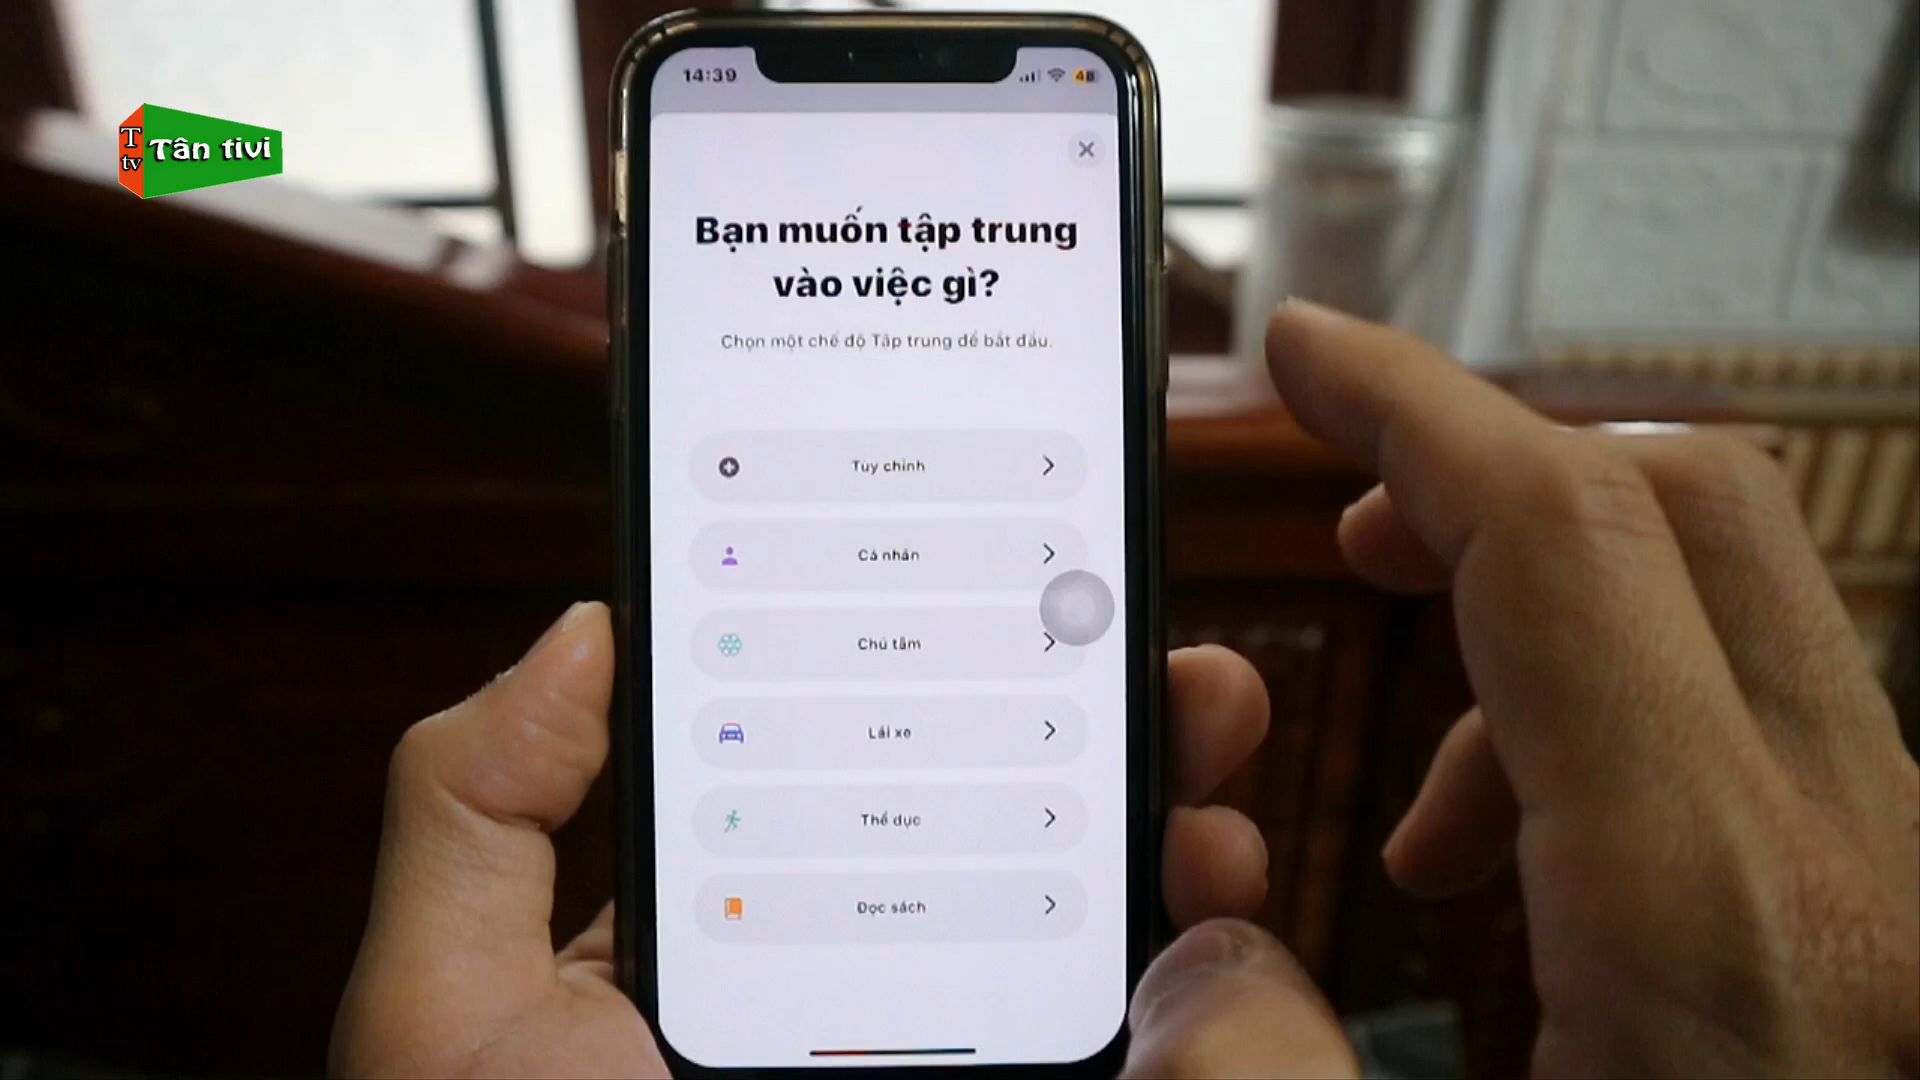 T
tv
Tân tivi
14:39
48
Bạn muốn tập trung
vào việc gì?
Chọn một chế độ Tập trung để bắt đầu.
Tùy chỉnh
Cá nhân
Chú tâm
Lái xe
Thể dục
Đọc sách